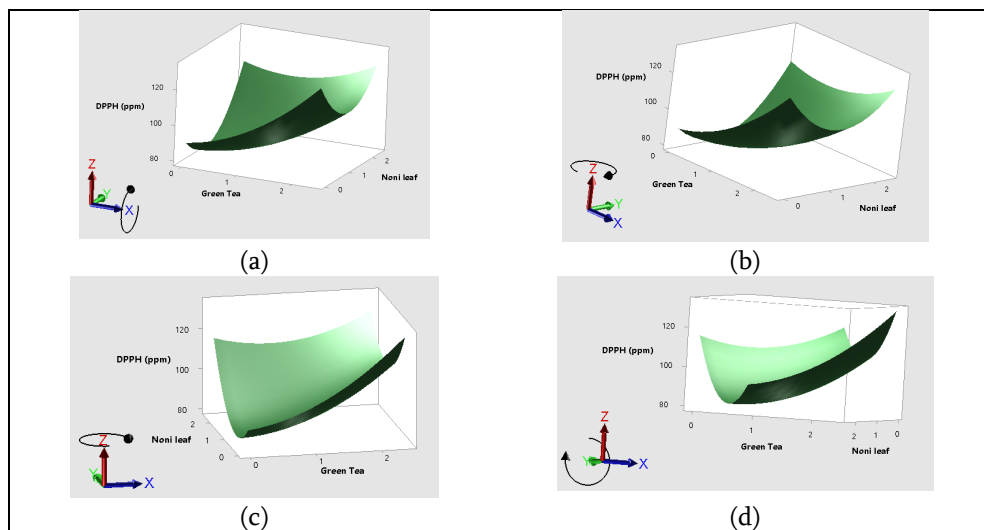 120
DPPH (ppm)
100
80
0
1
2
Green Tea
0
1
2
Noni leaf
Z
Y
X
(a)
120
DPPH (ppm)
100
80
0
1
2
Green Tea
0
1
2
Noni leaf
Z
Y
X
(b)
120
DPPH (ppm)
100
80
2
1
0
Noni leaf
0
1
2
Green Tea
Z
Y
X
(c)
120
DPPH (ppm)
100
80
1
2
Green Tea
2
1
0
Noni leaf
Z
Y
X
(d)